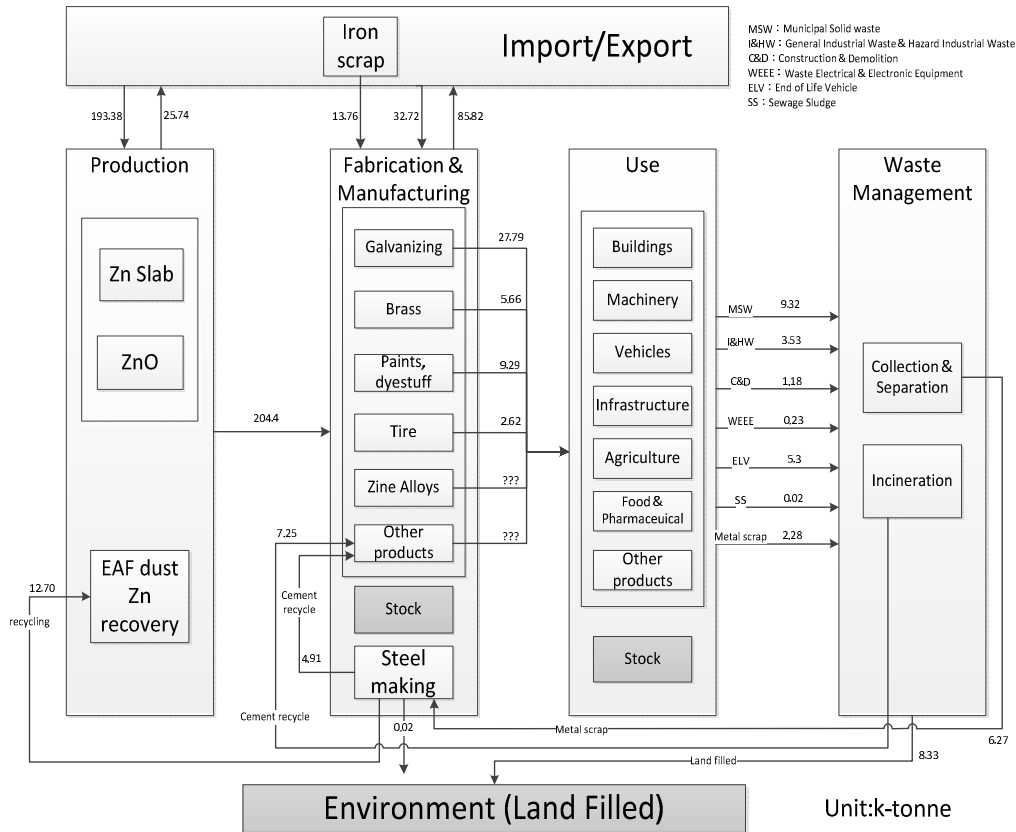 Iron
scrap
Import/Export
MSW：Municipal Solid waste
I&HW：General Industrial Waste & Hazard Industrial Waste
C&D：Construction & Demolition
WEEE：Waste Electrical & Electronic Equipment
ELV：End of Life Vehicle
SS：Sewage Sludge
193.38
25.74
13.76
32.72
85.82
Production
Zn Slab
ZnO
EAF dust
Zn
recovery
12.70
recycling
204.4
Fabrication &
Manufacturing
Galvanizing
Brass
Paints,
dyestuff
Tire
Zine Alloys
Other
products
Stock
Steel
making
27.79
5.66
9.29
2.62
???
???
7.25
Cement
recycle
4.91
Cement recycle
0.02
Use
Buildings
Machinery
Vehicles
Infrastructure
Agriculture
Food &
Pharmaceuical
Other
products
Stock
MSW 9.32
I&HW 3.53
C&D 1.18
WEEE 0.23
ELV 5.3
SS 0.02
Metal scrap 2.28
Waste
Management
Collection &
Separation
Incineration
Metal scrap
6.27
Land filled
8.33
Environment (Land Filled)
Unit:k-tonne